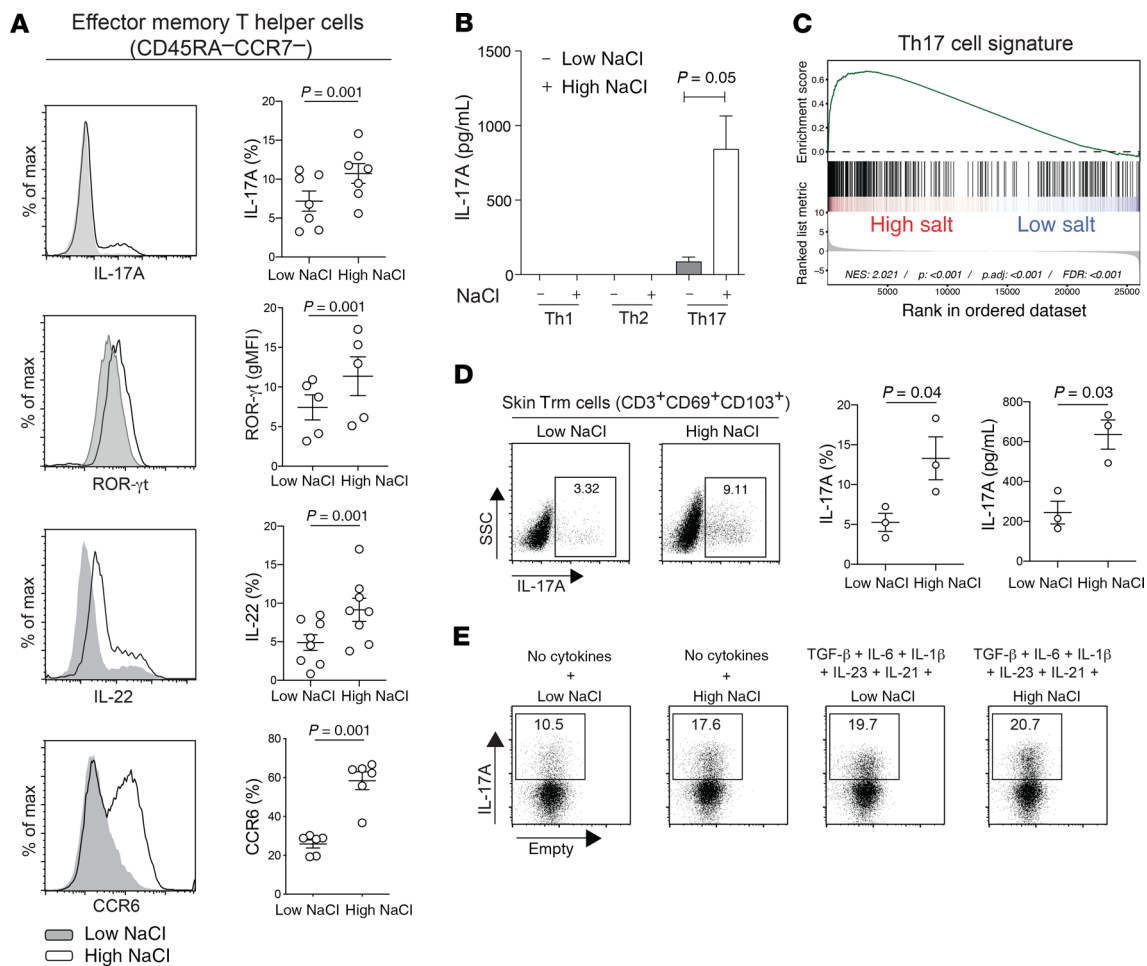 A
Effector memory T helper cells
(CD45RA–CCR7–)
% of max
IL-17A
20
15
10
5
0
IL-17A (%)
P = 0.001
Low NaCl High NaCl
% of max
ROR-γt
20
15
10
5
0
ROR-γt (gMFI)
P = 0.001
Low NaCl High NaCl
% of max
IL-22
20
15
10
5
0
IL-22 (%)
P = 0.001
Low NaCl High NaCl
% of max
CCR6
80
60
40
20
0
CCR6 (%)
P = 0.001
Low NaCl High NaCl
Low NaCl
High NaCl
B
1500
1000
500
0
IL-17A (pg/mL)
– Low NaCl
+ High NaCl
P = 0.05
NaCl – + – + – +
Th1 Th2 Th17
C
Th17 cell signature
Enrichment score
0.6
0.4
0.2
0.0
High salt Low salt
Ranked list metric
10
5
0
–5
NES: 2.021 / p: <0.001 / p.adj: <0.001 / FDR: <0.001
5000 10000 15000 20000 25000
Rank in ordered dataset
D
Skin Trm cells (CD3+CD69+CD103+)
Low NaCl High NaCl
3.32 9.11
SSC
IL-17A
P = 0.04
20
15
10
5
0
IL-17A (%)
Low NaCl High NaCl
P = 0.03
800
600
400
200
0
IL-17A (pg/mL)
Low NaCl High NaCl
E
No cytokines
+
Low NaCl
10.5
No cytokines
+
High NaCl
17.6
TGF-β + IL-6 + IL-1β
+ IL-23 + IL-21 +
Low NaCl
19.7
TGF-β + IL-6 + IL-1β
+ IL-23 + IL-21 +
High NaCl
20.7
IL-17A
Empty